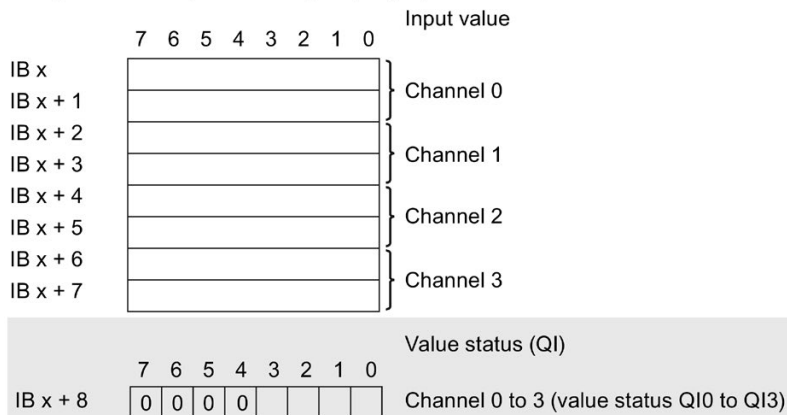 Input value
7 6 5 4 3 2 1 0
IB x
IB x + 1
Channel 0
IB x + 2
IB x + 3
Channel 1
IB x + 4
IB x + 5
Channel 2
IB x + 6
IB x + 7
Channel 3
Value status (QI)
7 6 5 4 3 2 1 0
IB x + 8 0 0 0 0 Channel 0 to 3 (value status QI0 to QI3)